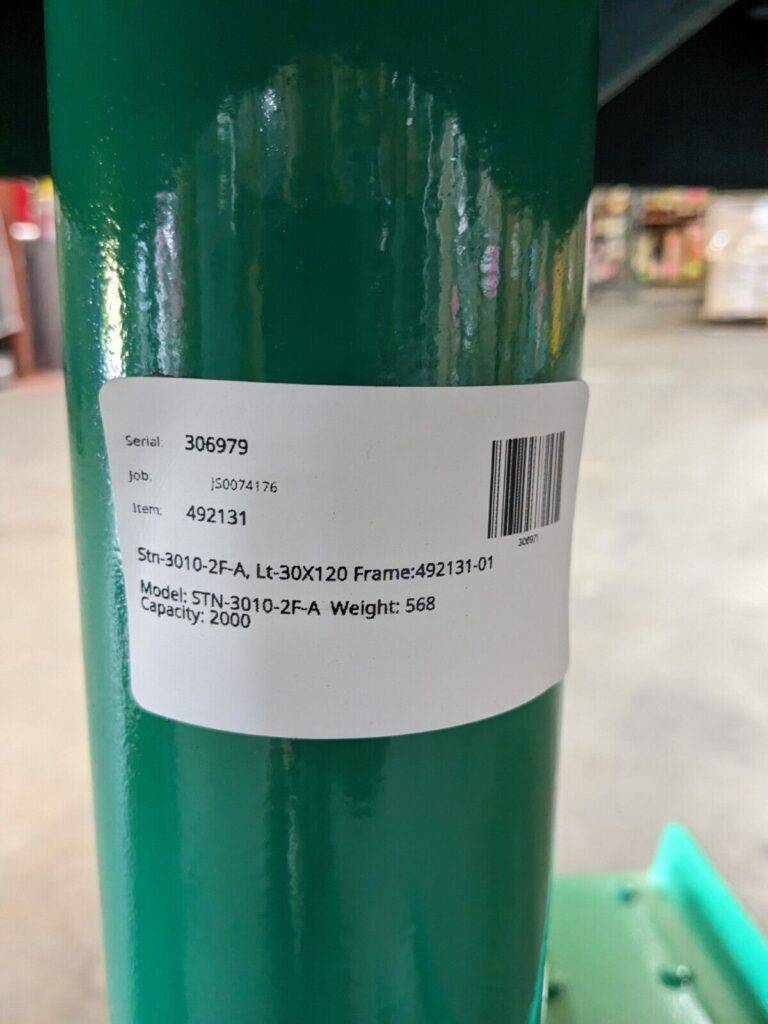 Serial: 306979
Job: JS0074176
Item: 492131
Stn-3010-2F-A, Lt-30X120 Frame:492131-01
Model: STN-3010-2F-A Weight: 568
Capacity: 2000